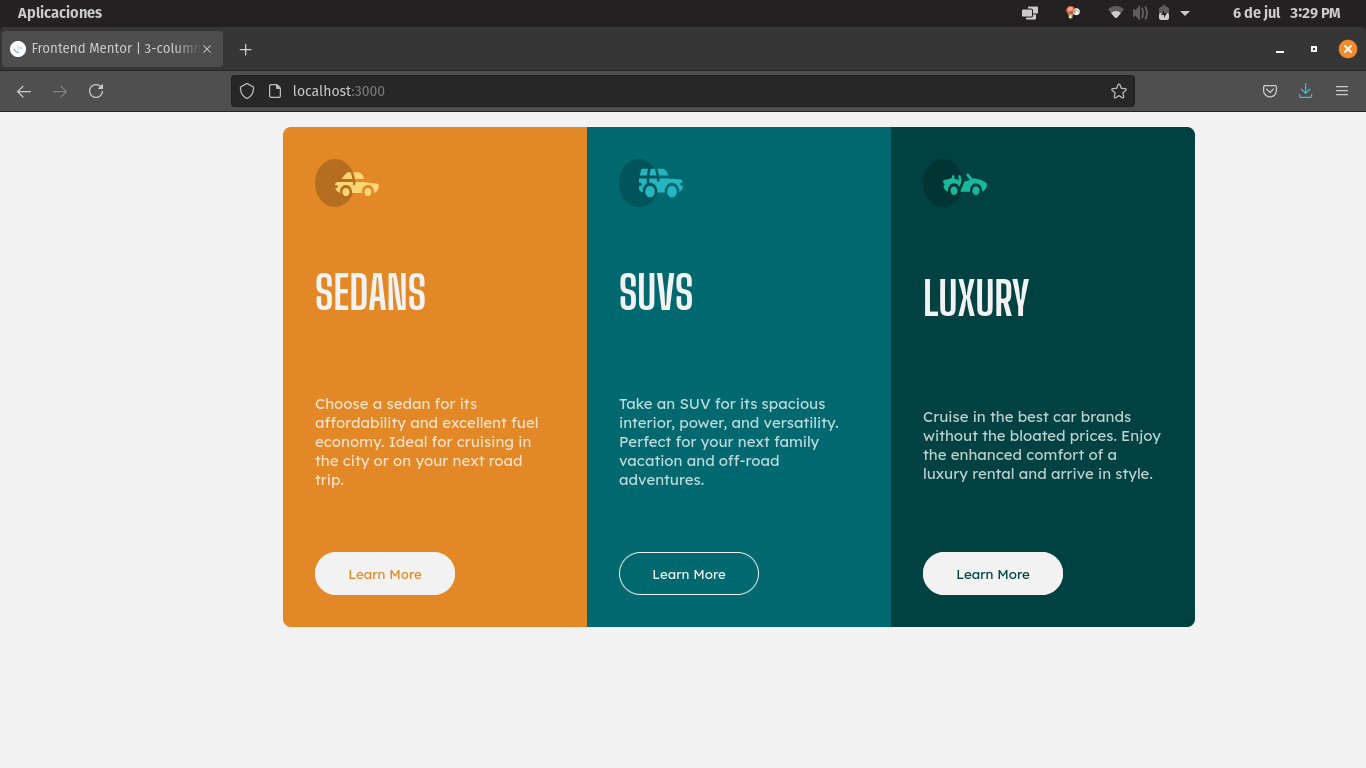 Aplicaciones
6 de jul 3:29 PM
Frontend Mentor | 3-column
localhost:3000
SEDANS
Choose a sedan for its
affordability and excellent fuel
economy. Ideal for cruising in
the city or on your next road
trip.
Learn More
SUVS
Take an SUV for its spacious
interior, power, and versatility.
Perfect for your next family
vacation and off-road
adventures.
Learn More
LUXURY
Cruise in the best car brands
without the bloated prices. Enjoy
the enhanced comfort of a
luxury rental and arrive in style.
Learn More